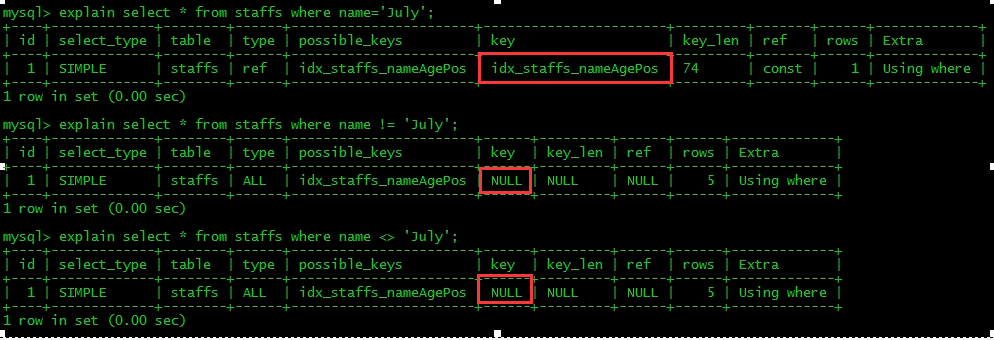 mysql> explain select * from staffs where name='July';
+----+-------------+--------+------+-----------------------+-----------------------+---------+-------+------+-------------+
| id | select_type | table | type | possible_keys | key | key_len | ref | rows | Extra |
+----+-------------+--------+------+-----------------------+-----------------------+---------+-------+------+-------------+
| 1 | SIMPLE | staffs | ref | idx_staffs_nameAgePos | idx_staffs_nameAgePos | 74 | const | 1 | Using where |
+----+-------------+--------+------+-----------------------+-----------------------+---------+-------+------+-------------+
1 row in set (0.00 sec)
mysql> explain select * from staffs where name != 'July';
+----+-------------+--------+------+-----------------------+------+---------+------+------+-------------+
| id | select_type | table | type | possible_keys | key | key_len | ref | rows | Extra |
+----+-------------+--------+------+-----------------------+------+---------+------+------+-------------+
| 1 | SIMPLE | staffs | ALL | idx_staffs_nameAgePos | NULL | NULL | NULL | 5 | Using where |
+----+-------------+--------+------+-----------------------+------+---------+------+------+-------------+
1 row in set (0.00 sec)
mysql> explain select * from staffs where name <> 'July';
+----+-------------+--------+------+-----------------------+------+---------+------+------+-------------+
| id | select_type | table | type | possible_keys | key | key_len | ref | rows | Extra |
+----+-------------+--------+------+-----------------------+------+---------+------+------+-------------+
| 1 | SIMPLE | staffs | ALL | idx_staffs_nameAgePos | NULL | NULL | NULL | 5 | Using where |
+----+-------------+--------+------+-----------------------+------+---------+------+------+-------------+
1 row in set (0.00 sec)